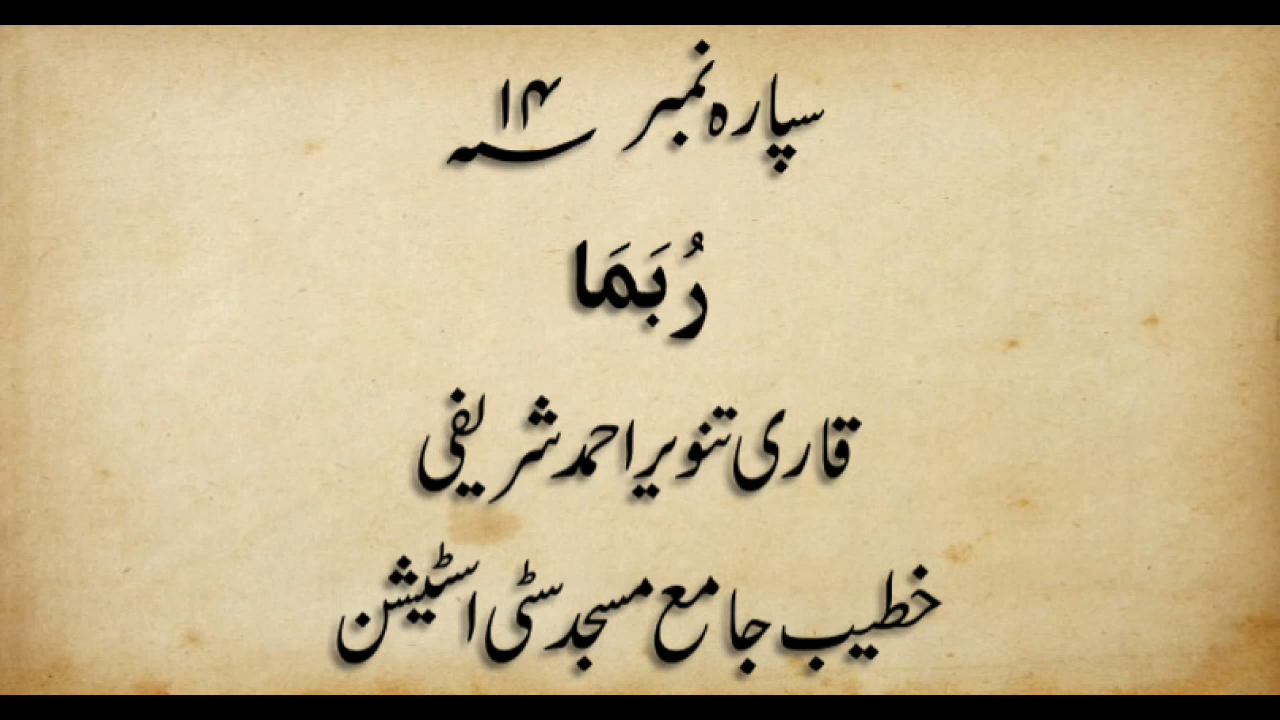 سپارہ نمبر ۱۴؁
رُبَمَا
قاری تنویر احمد شریفی
خطیب جامع مسجد سٹی اسٹیشن